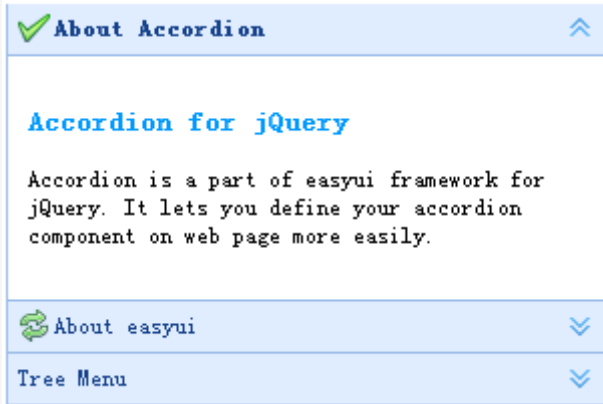 About Accordion
Accordion for jQuery
Accordion is a part of easyui framework for
jQuery. It lets you define your accordion
component on web page more easily.
About easyui
Tree Menu